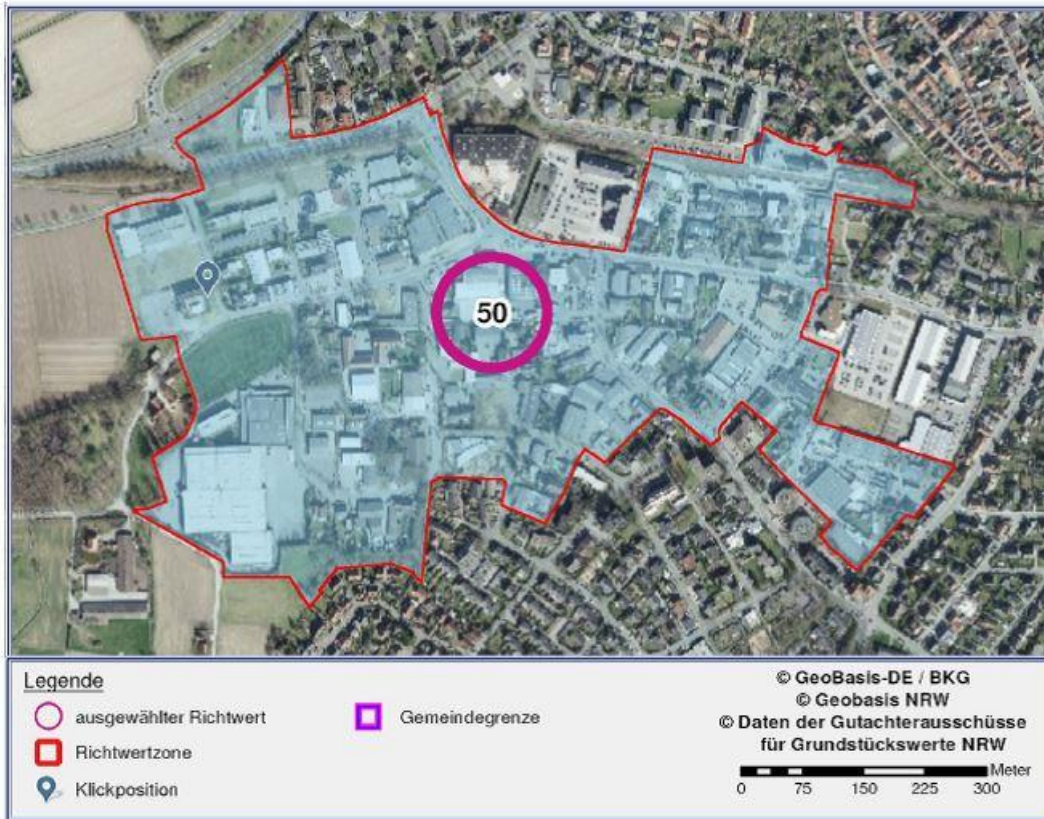 50
Legende
ausgewählter Richtwert
Gemeindegrenze
Richtwertzone
Klickposition
© GeoBasis-DE / BKG
© Geobasis NRW
© Daten der Gutachterausschüsse
für Grundstückswerte NRW
Meter
0 75 150 225 300